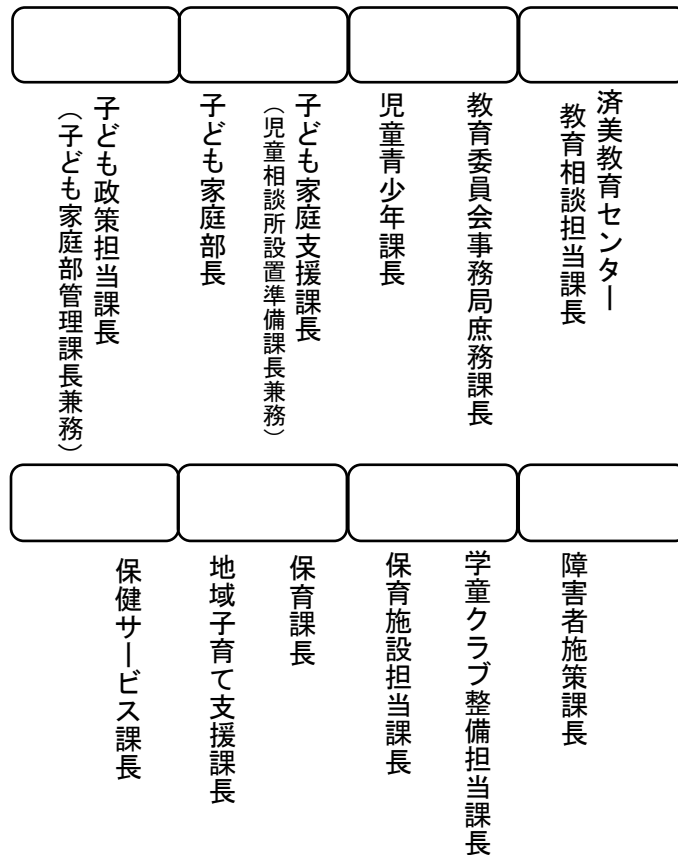 済美教育センター
教育相談担当課長
教育委員会事務局庶務課長
児童青少年課長
子ども家庭支援課長
（児童相談所設置準備課長兼務）
子ども家庭部長
子ども政策担当課長
（子ども家庭部管理課長兼務）
障害者施策課長
学童クラブ整備担当課長
保育施設担当課長
保育課長
地域子育て支援課長
保健サービス課長